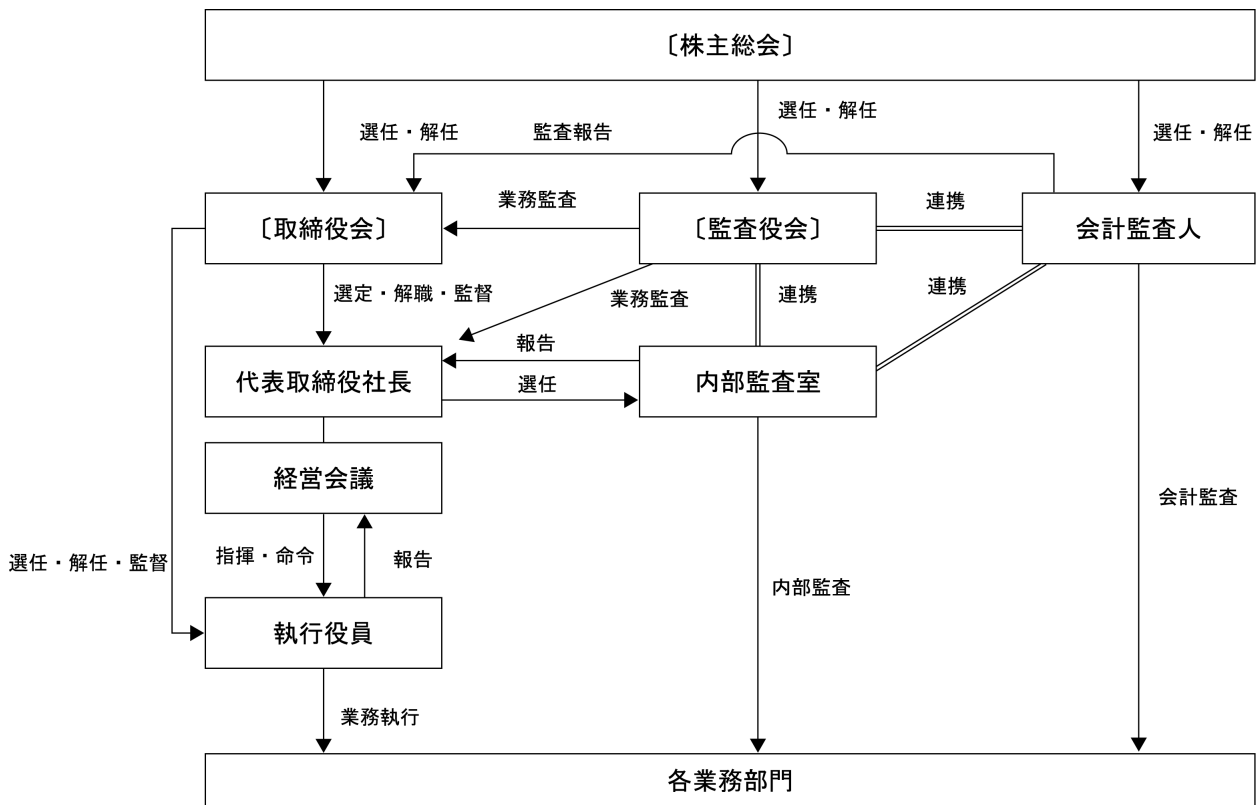 〔株主総会〕
選任・解任
選任・解任
選任・解任
監査報告
〔取締役会〕
業務監査
〔監査役会〕
連携
会計監査人
選定・解職・監督
業務監査
連携
連携
代表取締役社長
報告
選任
内部監査室
経営会議
選任・解任・監督
指揮・命令
報告
内部監査
会計監査
執行役員
業務執行
各業務部門